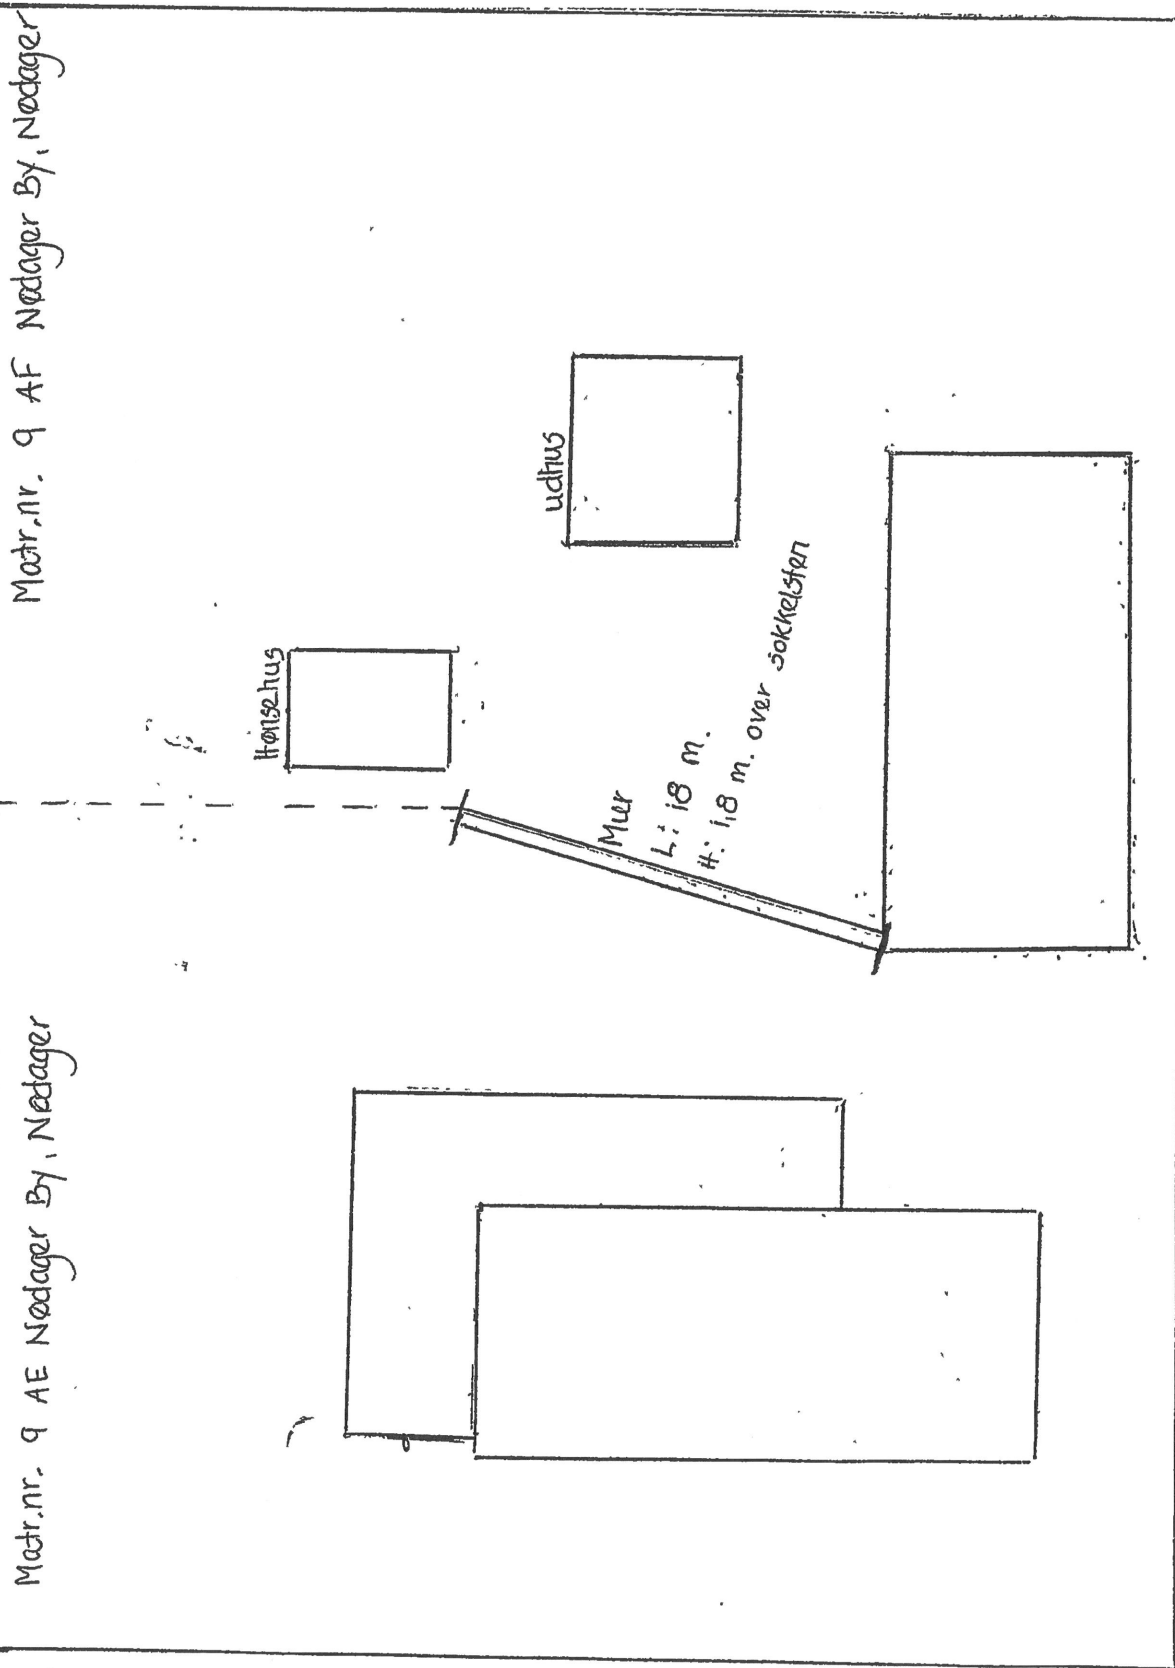 Matr.nr. 9 AE Nødager By, Nødager
Matr.nr. 9 AF Nødager By, Nødager
Hønsehus
udhus
Mur
L: 18 m.
H: 1,8 m. over sokkelsten